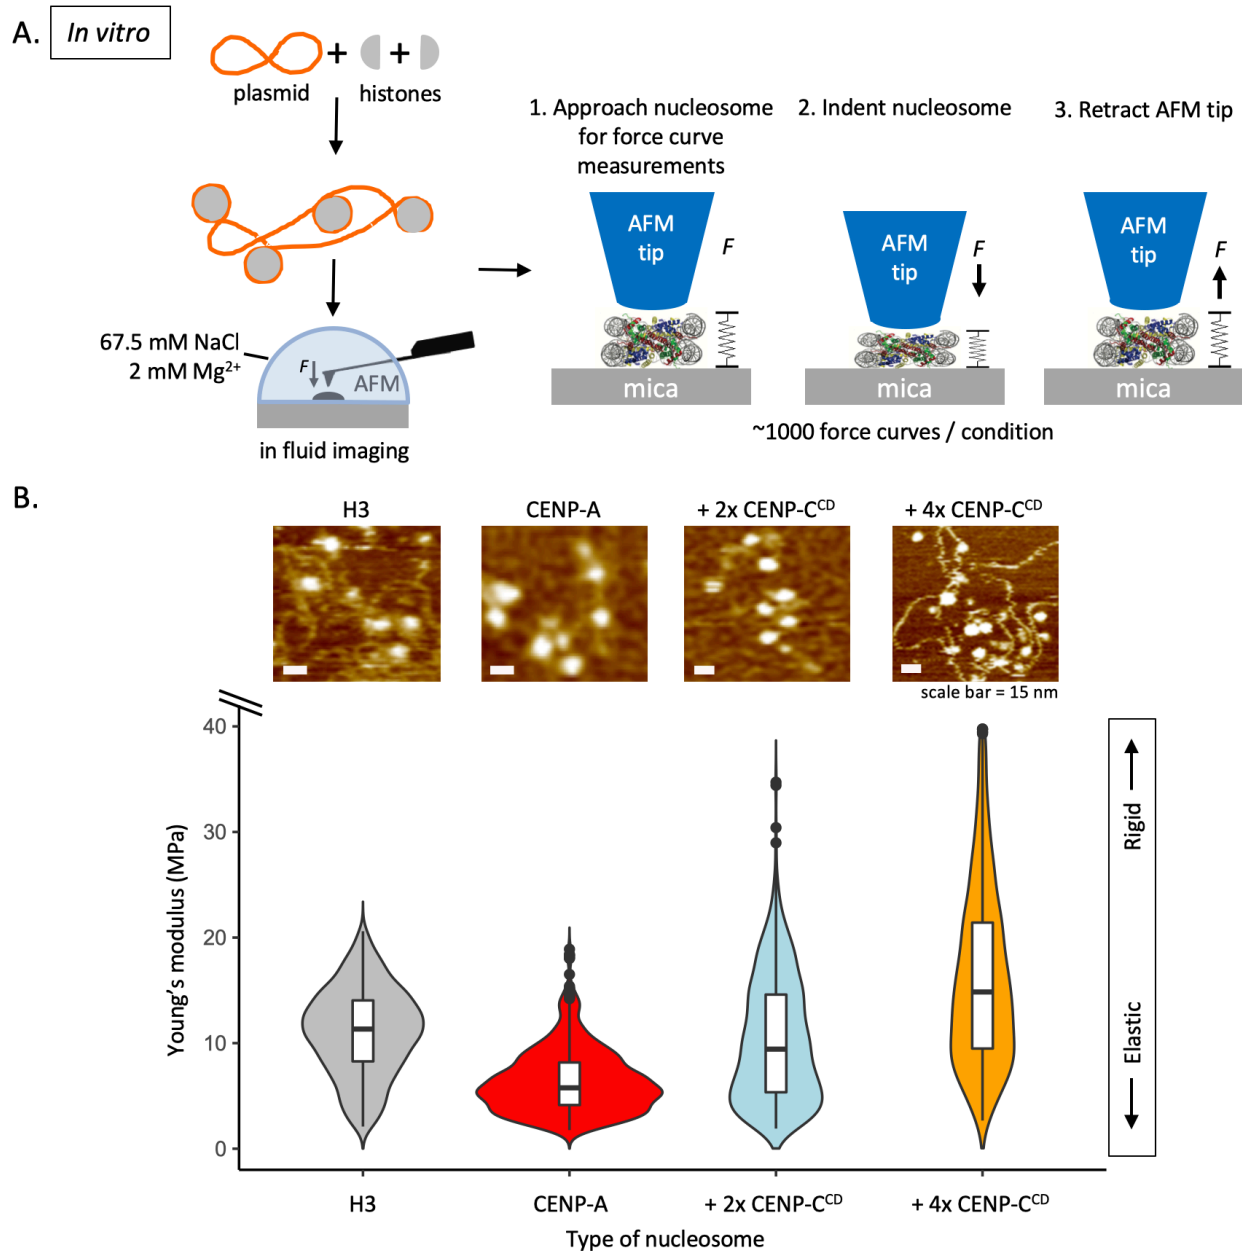 A.
In vitro
plasmid
+
+
histones
67.5 mM NaCl
2 mM Mg²⁺
F
AFM
in fluid imaging
1. Approach nucleosome
for force curve
measurements
2. Indent nucleosome
3. Retract AFM tip
AFM
tip
F
mica
AFM
tip
F
mica
AFM
tip
F
mica
~1000 force curves / condition
B.
H3
CENP-A
+ 2x CENP-Cᶜᴰ
+ 4x CENP-Cᶜᴰ
scale bar = 15 nm
Young's modulus (MPa)
40
30
20
10
0
Rigid
Elastic
H3
CENP-A
+ 2x CENP-Cᶜᴰ
+ 4x CENP-Cᶜᴰ
Type of nucleosome